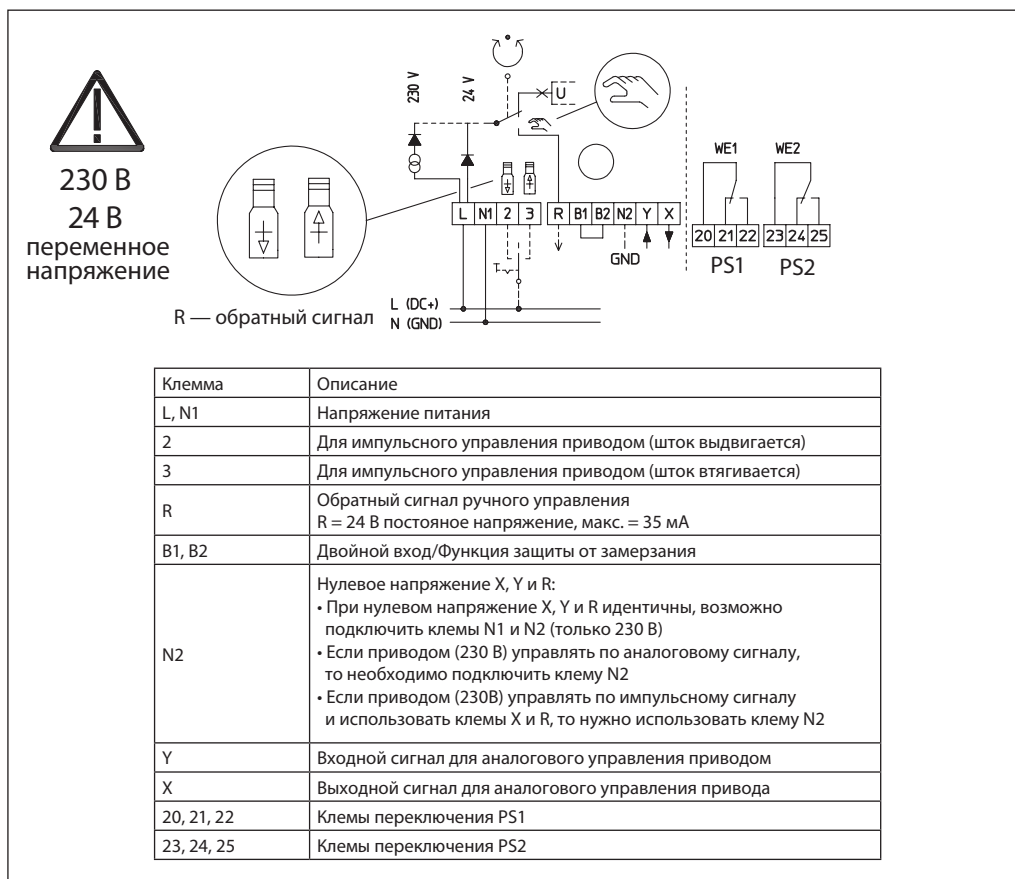 230 V
24 V
U
230 В
24 В
переменное
напряжение
L N1 2 3 R B1 B2 N2 Y X
GND
WE1 WE2
20 21 22 23 24 25
PS1 PS2
R — обратный сигнал
L (DC+)
N (GND)
Клемма Описание
L, N1 Напряжение питания
2 Для импульсного управления приводом (шток выдвигается)
3 Для импульсного управления приводом (шток втягивается)
R Обратный сигнал ручного управления
R = 24 В постояное напряжение, макс. = 35 мА
B1, B2 Двойной вход/Функция защиты от замерзания
N2 Нулевое напряжение X, Y и R:
• При нулевом напряжение X, Y и R идентичны, возможно
подключить клемы N1 и N2 (только 230 В)
• Если приводом (230 В) управлять по аналоговому сигналу,
то необходимо подключить клему N2
• Если приводом (230В) управлять по импульсному сигналу
и использовать клемы X и R, то нужно использовать клему N2
Y Входной сигнал для аналогового управления приводом
X Выходной сигнал для аналогового управления привода
20, 21, 22 Клемы переключения PS1
23, 24, 25 Клемы переключения PS2